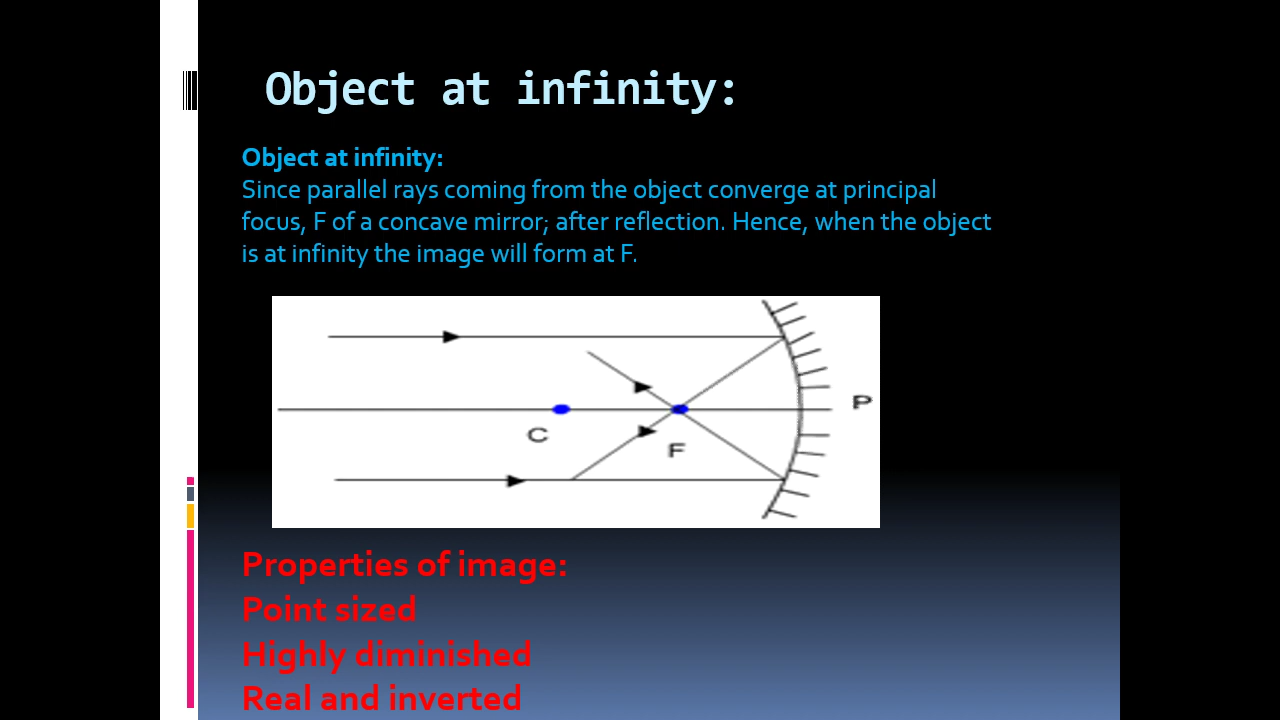 Object at infinity:
Object at infinity:
Since parallel rays coming from the object converge at principal
focus, F of a concave mirror; after reflection. Hence, when the object
is at infinity the image will form at F.
P
C
F
Properties of image:
Point sized
Highly diminished
Real and inverted